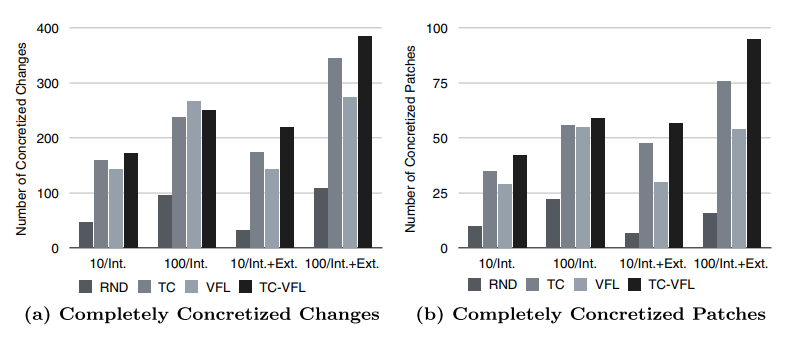 Number of Concretized Changes
400
300
200
100
0
10/Int. 100/Int. 10/Int.+Ext. 100/Int.+Ext.
RND TC VFL TC-VFL
(a) Completely Concretized Changes
Number of Concretized Patches
100
75
50
25
0
10/Int. 100/Int. 10/Int.+Ext. 100/Int.+Ext.
RND TC VFL TC-VFL
(b) Completely Concretized Patches